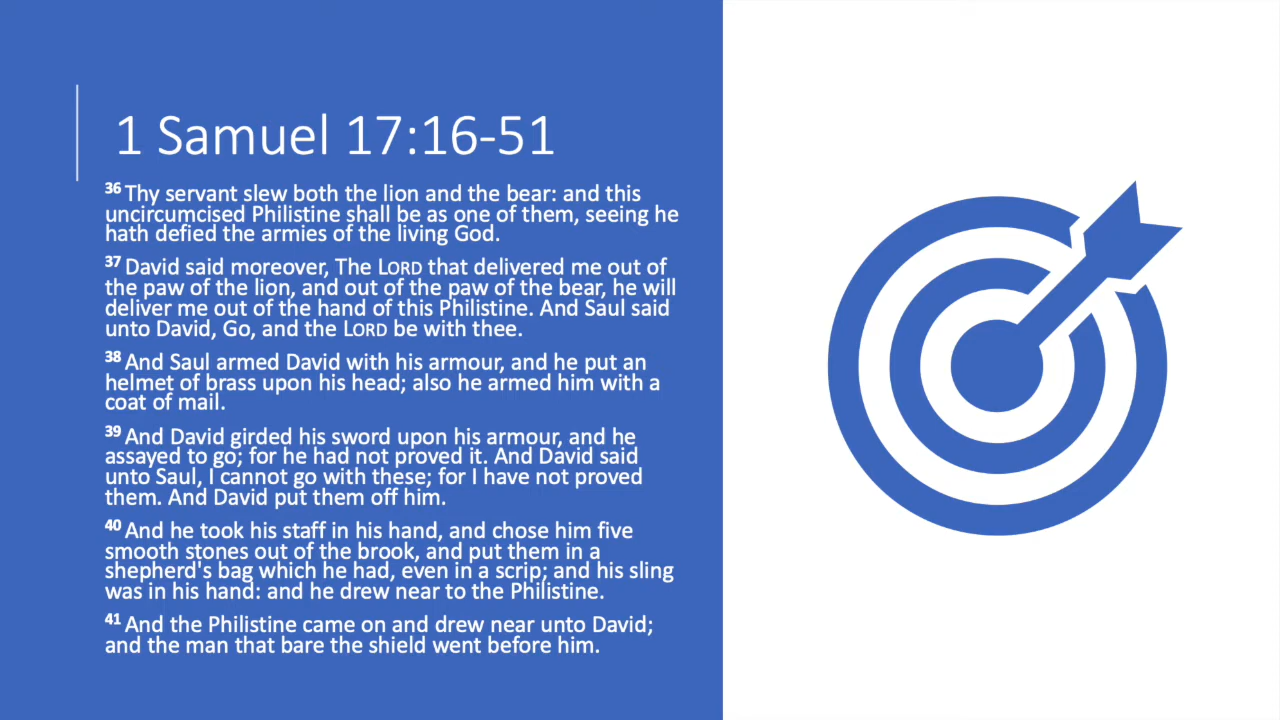 1 Samuel 17:16-51
36 Thy servant slew both the lion and the bear: and this
uncircumcised Philistine shall be as one of them, seeing he
hath defied the armies of the living God.
37 David said moreover, The LORD that delivered me out of
the paw of the lion, and out of the paw of the bear, he will
deliver me out of the hand of this Philistine. And Saul said
unto David, Go, and the LORD be with thee.
38 And Saul armed David with his armour, and he put an
helmet of brass upon his head; also he armed him with a
coat of mail.
39 And David girded his sword upon his armour, and he
assayed to go; for he had not proved it. And David said
unto Saul, I cannot go with these; for I have not proved
them. And David put them off him.
40 And he took his staff in his hand, and chose him five
smooth stones out of the brook, and put them in a
shepherd's bag which he had, even in a scrip; and his sling
was in his hand: and he drew near to the Philistine.
41 And the Philistine came on and drew near unto David;
and the man that bare the shield went before him.